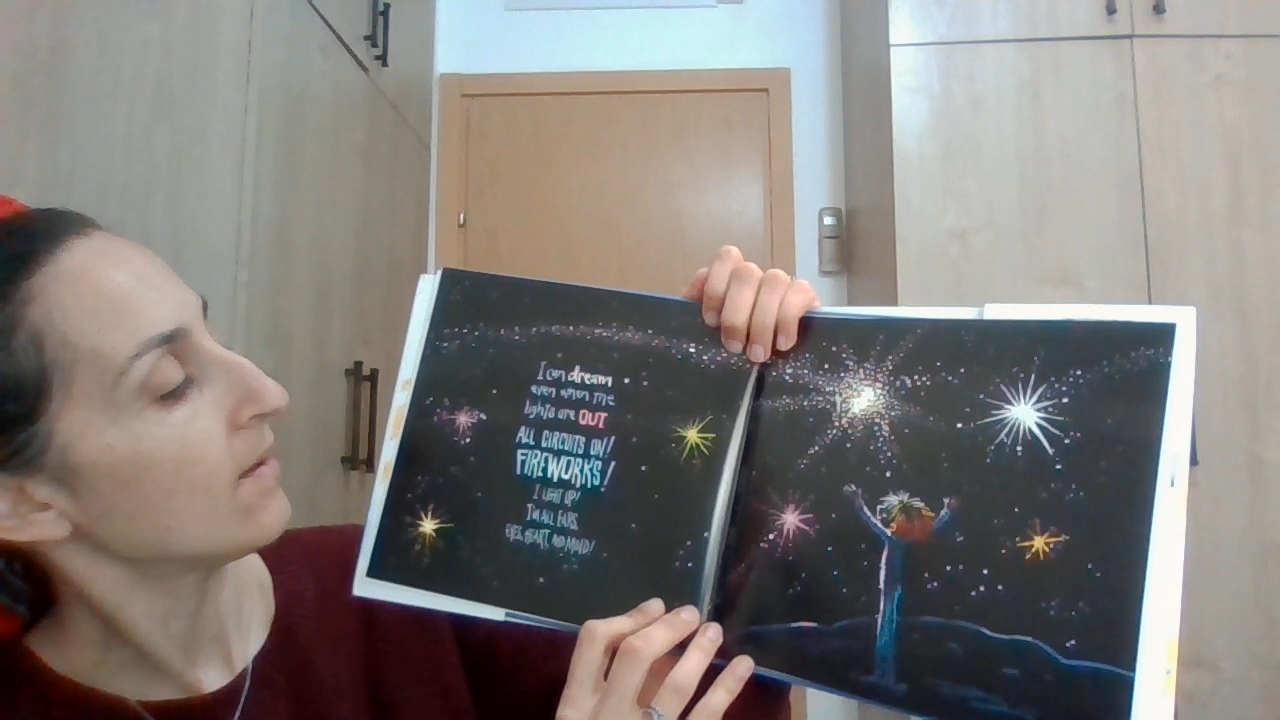 I can dream
even when the
lights are OUT
ALL CIRCUITS ON!
FIREWORKS!
I LIGHT UP!
I'M ALL EARS,
EYES, HEART, AND MIND!